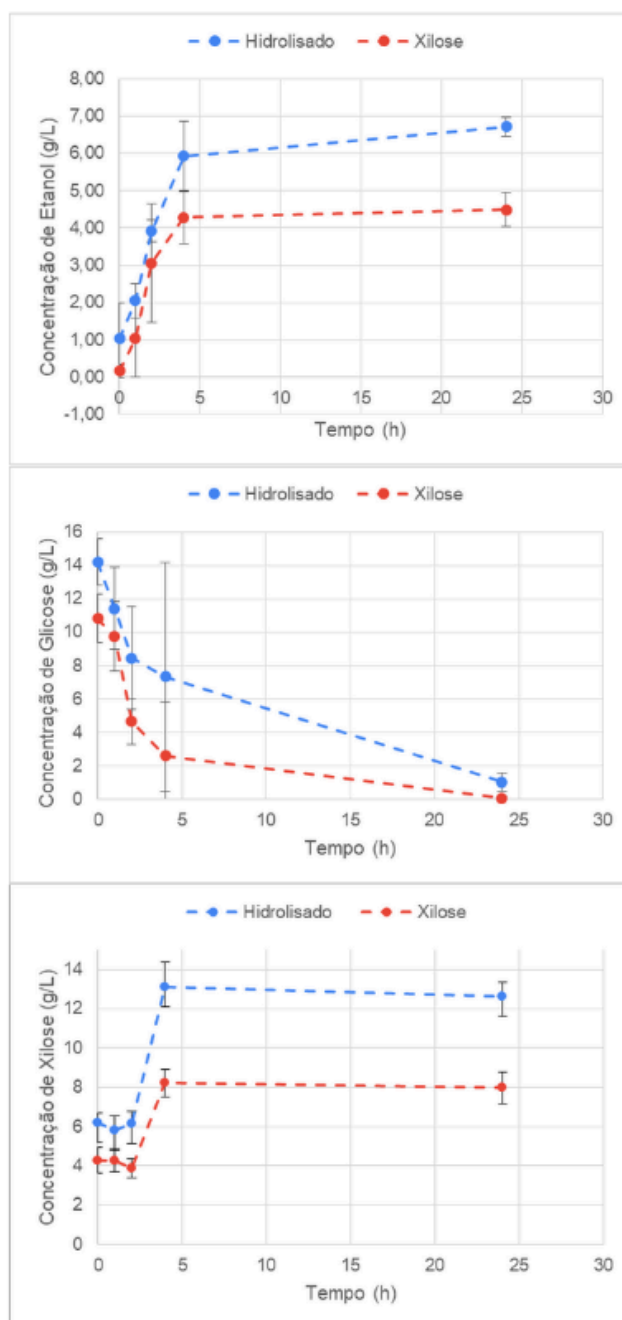 Hidrolisado Xilose
8,00
7,00
6,00
5,00
4,00
3,00
2,00
1,00
0,00
-1,00
Concentração de Etanol (g/L)
0 5 10 15 20 25 30
Tempo (h)
Hidrolisado Xilose
16
14
12
10
8
6
4
2
0
Concentração de Glicose (g/L)
0 5 10 15 20 25 30
Tempo (h)
Hidrolisado Xilose
14
12
10
8
6
4
2
0
Concentração de Xilose (g/L)
0 5 10 15 20 25 30
Tempo (h)